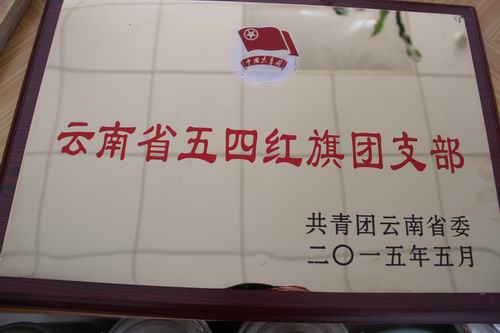 中国共青团
云南省五四红旗团支部
共青团云南省委
二〇一五年五月